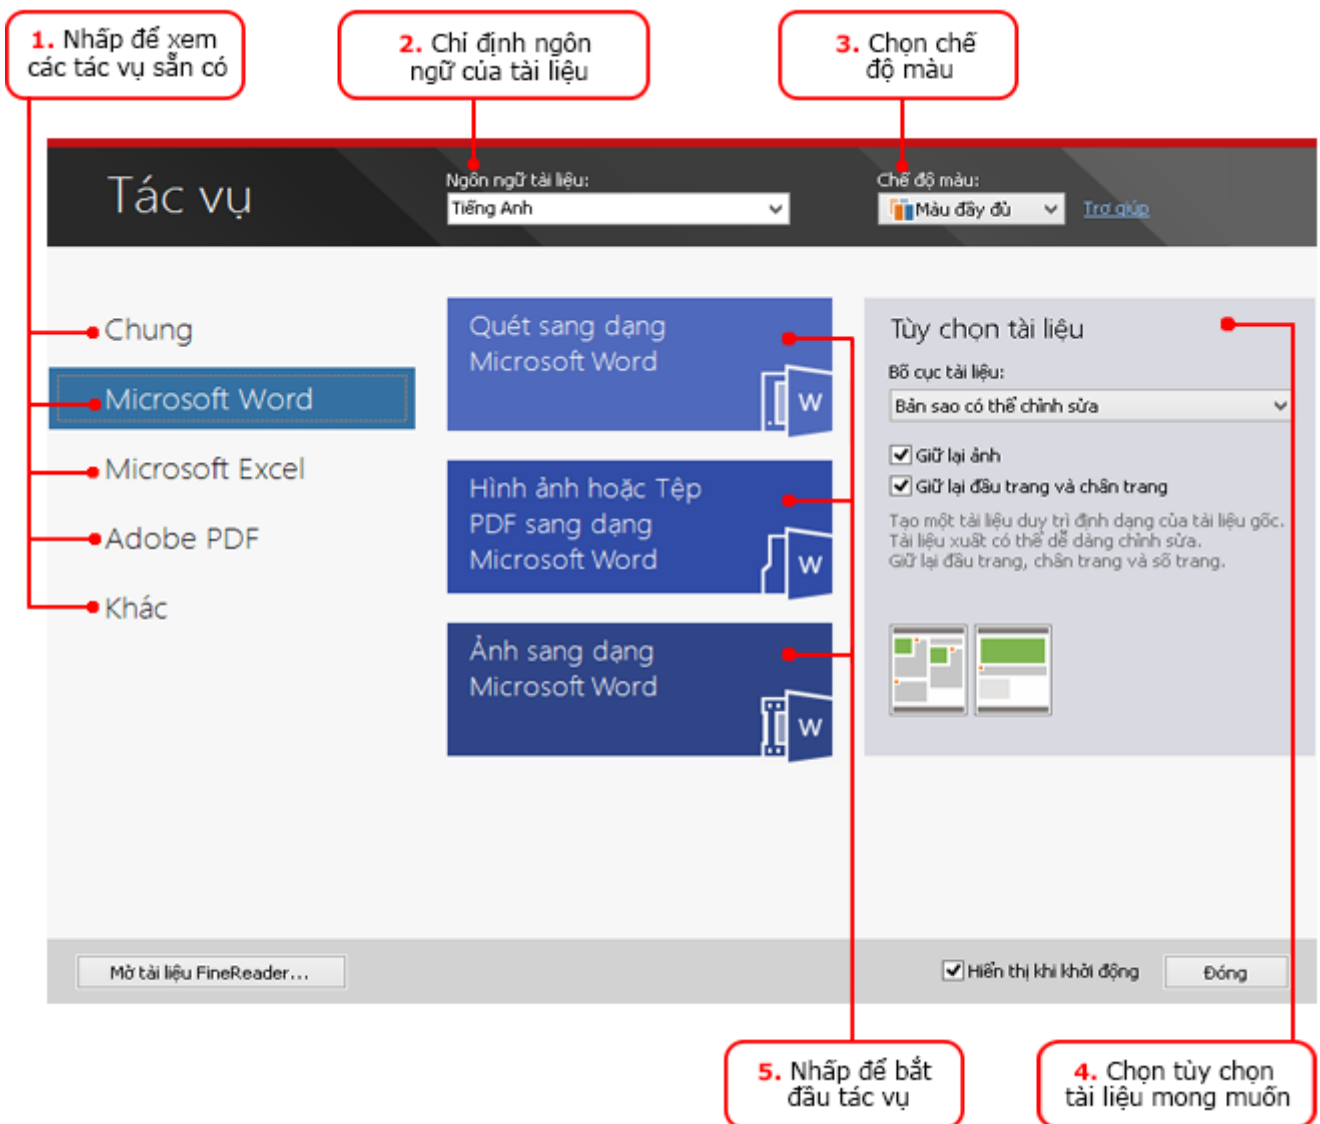 1. Nhấp để xem
các tác vụ sẵn có
2. Chỉ định ngôn
ngữ của tài liệu
3. Chọn chế
độ màu
Tác vụ
Ngôn ngữ tài liệu:
Tiếng Anh
Chế độ màu:
Màu đầy đủ
Trợ giúp
Chung
Microsoft Word
Microsoft Excel
Adobe PDF
Khác
Quét sang dạng
Microsoft Word
W
Hình ảnh hoặc Tệp
PDF sang dạng
Microsoft Word
W
Ảnh sang dạng
Microsoft Word
W
Tùy chọn tài liệu
Bố cục tài liệu:
Bản sao có thể chỉnh sửa
Giữ lại ảnh
Giữ lại đầu trang và chân trang
Tạo một tài liệu duy trì định dạng của tài liệu gốc.
Tài liệu xuất có thể dễ dàng chỉnh sửa.
Giữ lại đầu trang, chân trang và số trang.
Mở tài liệu FineReader...
Hiển thị khi khởi động
Đóng
5. Nhấp để bắt
đầu tác vụ
4. Chọn tùy chọn
tài liệu mong muốn